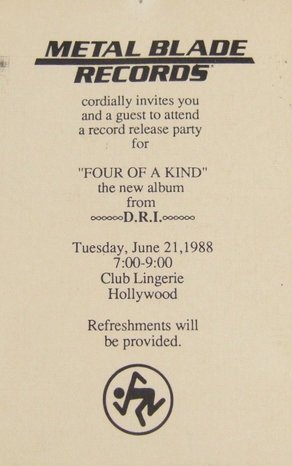 METAL BLADE
RECORDS
cordially invites you
and a guest to attend
a record release party
for
"FOUR OF A KIND"
the new album
from
∞∞∞∞D.R.I.∞∞∞∞
Tuesday, June 21,1988
7:00-9:00
Club Lingerie
Hollywood
Refreshments will
be provided.